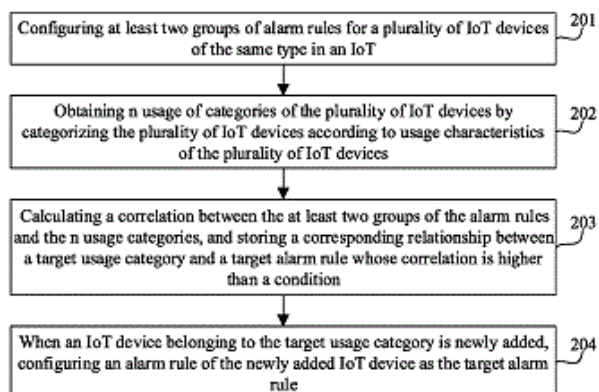 Configuring at least two groups of alarm rules for a plurality of IoT devices
of the same type in an IoT
201
Obtaining n usage of categories of the plurality of IoT devices by
categorizing the plurality of IoT devices according to usage characteristics
of the plurality of IoT devices
202
Calculating a correlation between the at least two groups of the alarm rules
and the n usage categories, and storing a corresponding relationship between
a target usage category and a target alarm rule whose correlation is higher
than a condition
203
When an IoT device belonging to the target usage category is newly added,
configuring an alarm rule of the newly added IoT device as the target alarm
rule
204